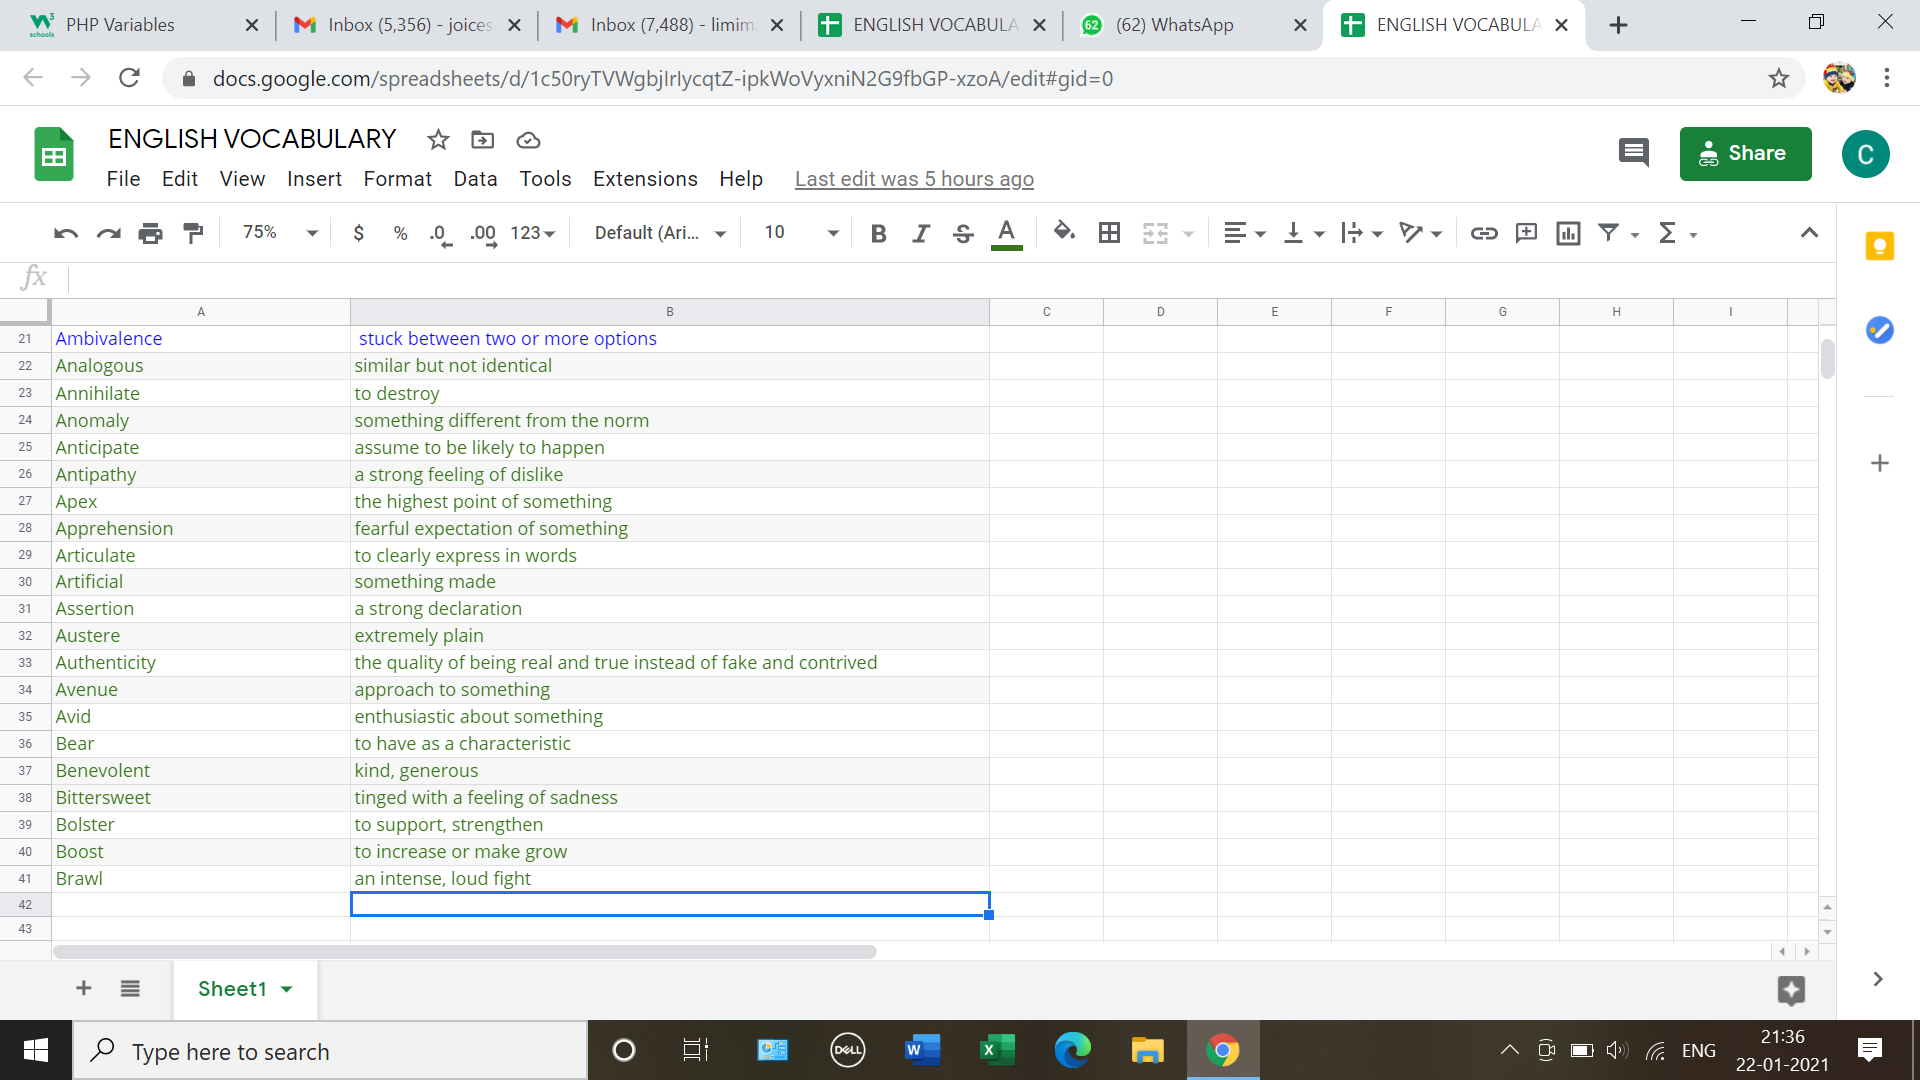 W3 schools PHP Variables
Inbox (5,356) - joices
Inbox (7,488) - limim
ENGLISH VOCABULA
62 (62) WhatsApp
ENGLISH VOCABULA
docs.google.com/spreadsheets/d/1c50ryTVWgbjIrIycqtZ-ipkWoVyxniN2G9fbGP-xzoA/edit#gid=0
ENGLISH VOCABULARY
Share
C
File Edit View Insert Format Data Tools Extensions Help Last edit was 5 hours ago
75% $ % .0 .00 123 Default (Ari... 10 B I S A Σ
fx
A B C D E F G H I
21 Ambivalence stuck between two or more options
22 Analogous similar but not identical
23 Annihilate to destroy
24 Anomaly something different from the norm
25 Anticipate assume to be likely to happen
26 Antipathy a strong feeling of dislike
27 Apex the highest point of something
28 Apprehension fearful expectation of something
29 Articulate to clearly express in words
30 Artificial something made
31 Assertion a strong declaration
32 Austere extremely plain
33 Authenticity the quality of being real and true instead of fake and contrived
34 Avenue approach to something
35 Avid enthusiastic about something
36 Bear to have as a characteristic
37 Benevolent kind, generous
38 Bittersweet tinged with a feeling of sadness
39 Bolster to support, strengthen
40 Boost to increase or make grow
41 Brawl an intense, loud fight
42
43
Sheet1
Type here to search
DELL
W
X
ENG
21:36
22-01-2021